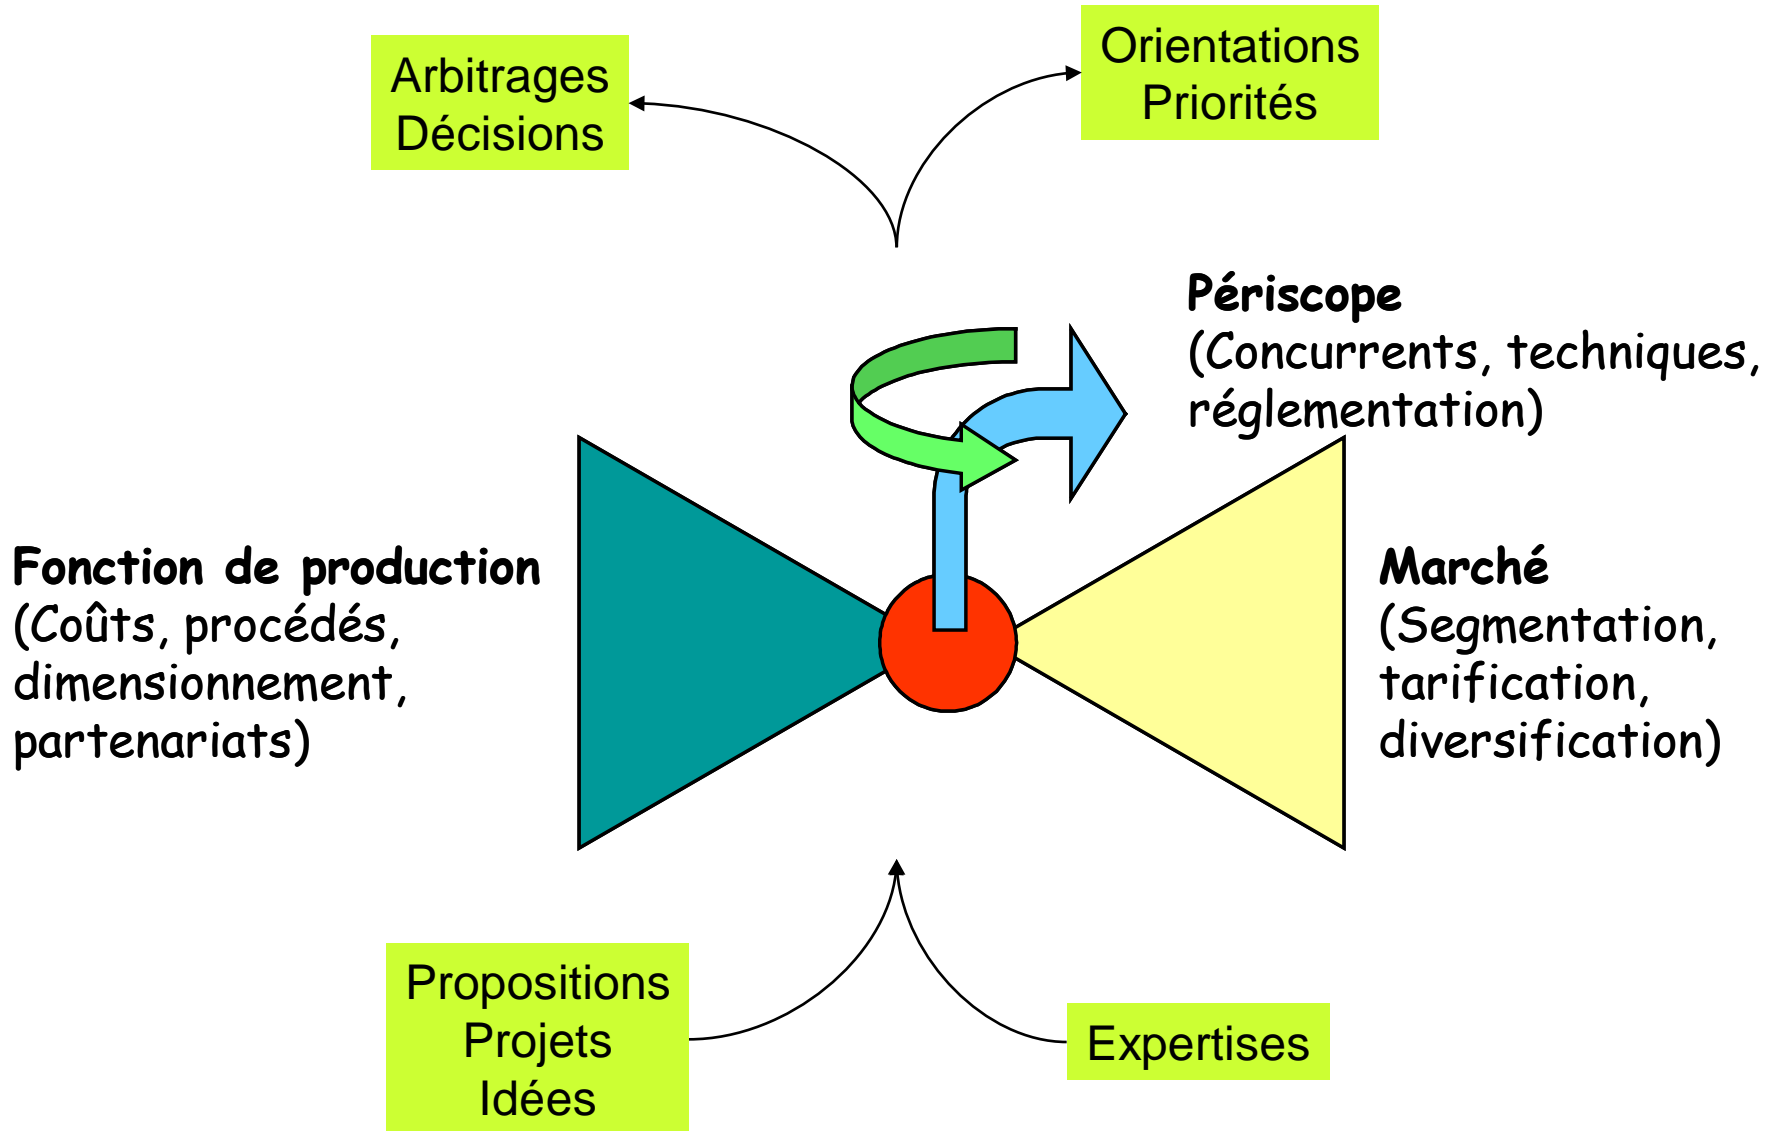 Arbitrages
Décisions
Orientations
Priorités
Périscope
(Concurrents, techniques,
réglementation)
Fonction de production
(Coûts, procédés,
dimensionnement,
partenariats)
Marché
(Segmentation,
tarification,
diversification)
Propositions
Projets
Idées
Expertises